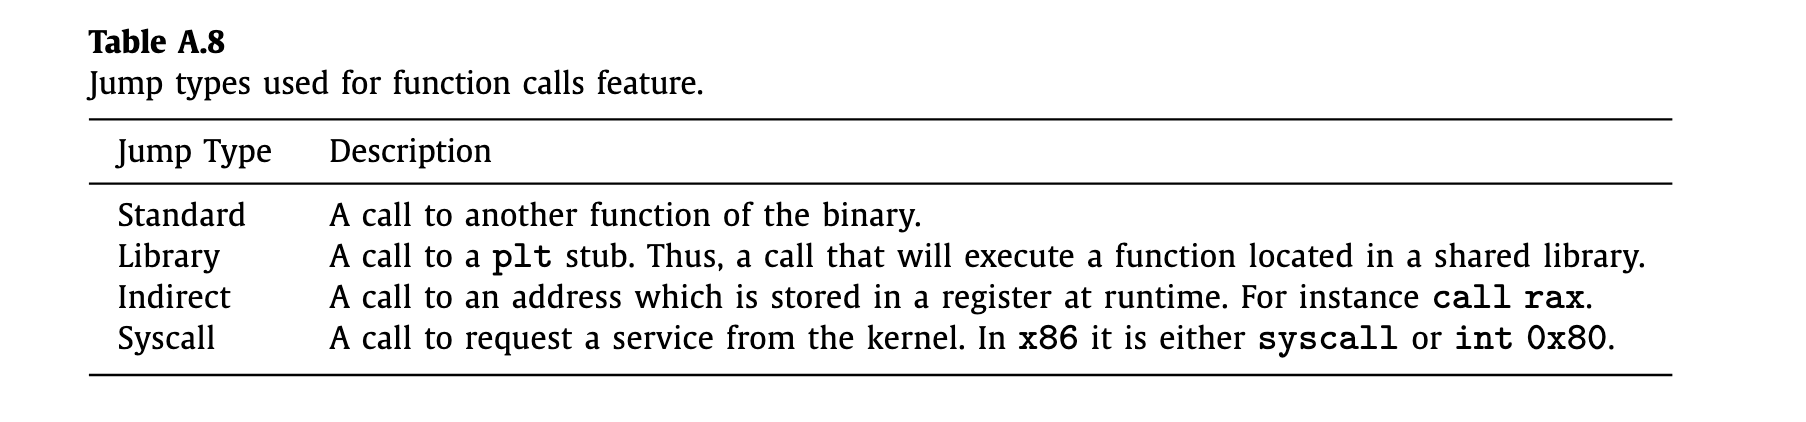 Table A.8
Jump types used for function calls feature.
Jump Type Description
Standard A call to another function of the binary.
Library A call to a plt stub. Thus, a call that will execute a function located in a shared library.
Indirect A call to an address which is stored in a register at runtime. For instance call rax.
Syscall A call to request a service from the kernel. In x86 it is either syscall or int 0x80.